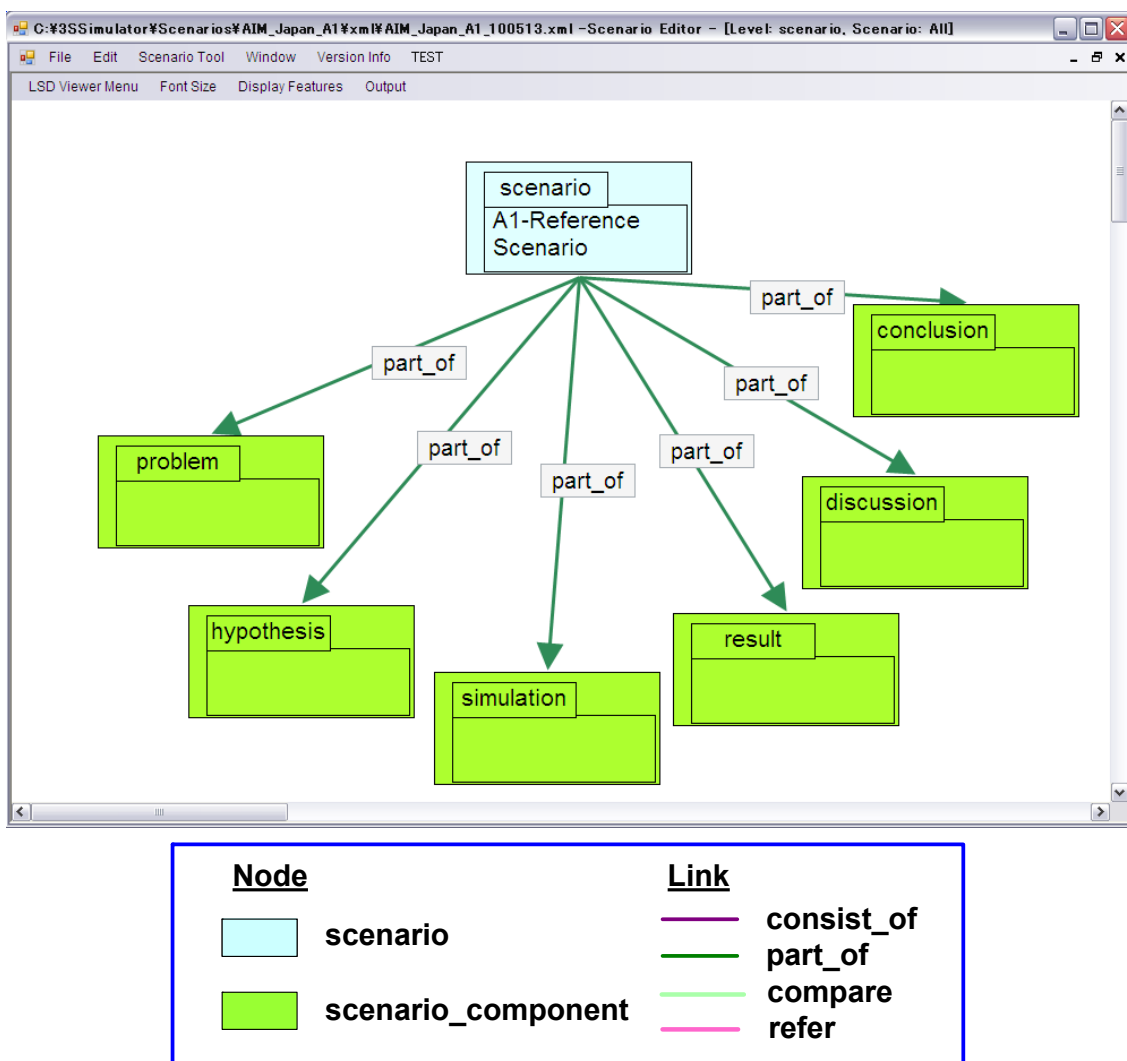 C:¥3SSimulator¥Scenarios¥AIM_Japan_A1¥xml¥AIM_Japan_A1_100513.xml -Scenario Editor - [Level: scenario, Scenario: All]
File Edit Scenario Tool Window Version Info TEST
LSD Viewer Menu Font Size Display Features Output
scenario
A1-Reference
Scenario
part_of
conclusion
part_of
part_of
part_of
part_of
part_of
problem
discussion
hypothesis
result
simulation
Node
Link
scenario
consist_of
part_of
scenario_component
compare
refer